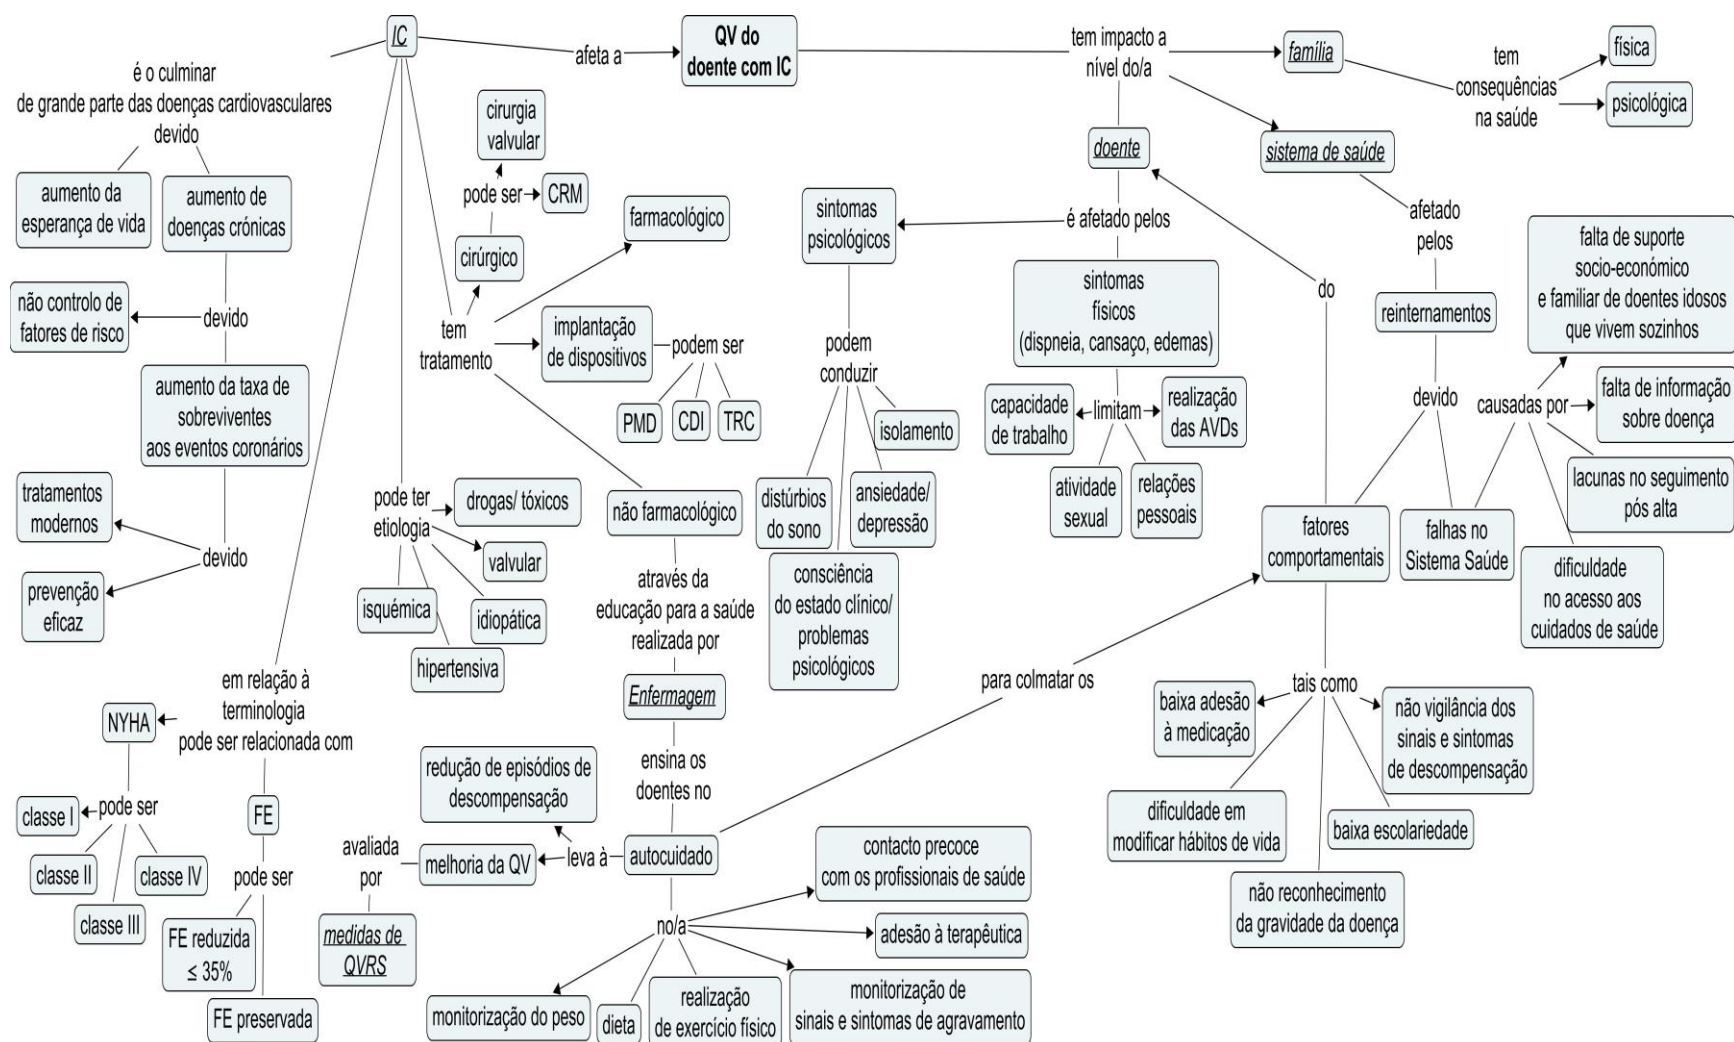 IC
afeta a
QV do
doente com IC
tem impacto a
nível do/a
família
tem
consequências
na saúde
física
psicológica
é o culminar
de grande parte das doenças cardiovasculares
devido
aumento da
esperança de vida
aumento de
doenças crónicas
devido
não controlo de
fatores de risco
aumento da taxa de
sobreviventes
aos eventos coronários
devido
tratamentos
modernos
prevenção
eficaz
em relação à
terminologia
pode ser relacionada com
NYHA
pode ser
classe I
classe II
classe III
classe IV
FE
pode ser
FE reduzida
≤ 35%
FE preservada
pode ter
etiologia
drogas/ tóxicos
valvular
idiopática
hipertensiva
isquémica
tem
tratamento
cirúrgico
pode ser
cirurgia
valvular
CRM
farmacológico
implantação
de dispositivos
podem ser
PMD
CDI
TRC
não farmacológico
através da
educação para a saúde
realizada por
Enfermagem
ensina os
doentes no
autocuidado
leva à
redução de episódios de
descompensação
melhoria da QV
avaliada
por
medidas de
QVRS
no/a
monitorização do peso
dieta
realização
de exercício físico
monitorização de
sinais e sintomas de agravamento
adesão à terapêutica
contacto precoce
com os profissionais de saúde
para colmatar os
doente
é afetado pelos
sintomas
psicológicos
podem
conduzir
distúrbios
do sono
consciência
do estado clínico/
problemas
psicológicos
ansiedade/
depressão
isolamento
sintomas
físicos
(dispneia, cansaço, edemas)
limitam
capacidade
de trabalho
realização
das AVDs
atividade
sexual
relações
pessoais
sistema de saúde
afetado
pelos
reinternamentos
devido
do
fatores
comportamentais
tais como
baixa adesão
à medicação
dificuldade em
modificar hábitos de vida
não reconhecimento
da gravidade da doença
baixa escolariedade
não vigilância dos
sinais e sintomas
de descompensação
falhas no
Sistema Saúde
causadas por
falta de suporte
socio-económico
e familiar de doentes idosos
que vivem sozinhos
falta de informação
sobre doença
lacunas no seguimento
pós alta
dificuldade
no acesso aos
cuidados de saúde